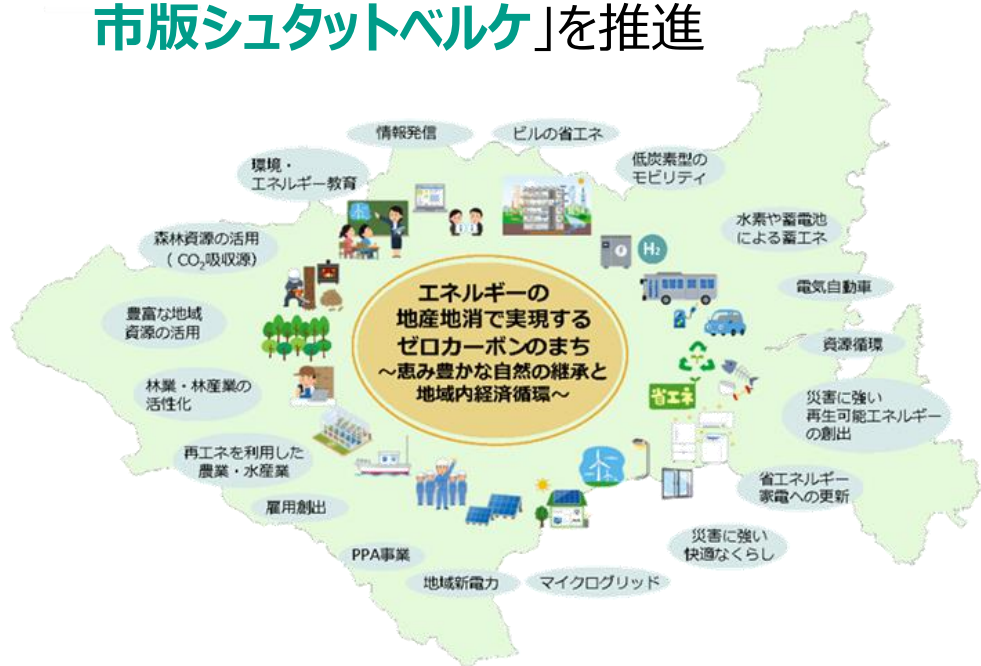 市版シュタットベルケ」を推進
情報発信
ビルの省エネ
環境・
エネルギー教育
低炭素型の
モビリティ
森林資源の活用
( CO₂吸収源)
水素や蓄電池
による蓄エネ
H₂
電気自動車
豊富な地域
資源の活用
エネルギーの
地産地消で実現する
ゼロカーボンのまち
～恵み豊かな自然の継承と
地域内経済循環～
資源循環
林業・林産業の
活性化
省エネ
災害に強い
再生可能エネルギー
の創出
再エネを利用した
農業・水産業
省エネルギー
家電への更新
雇用創出
災害に強い
快適なくらし
PPA事業
地域新電力
マイクログリッド